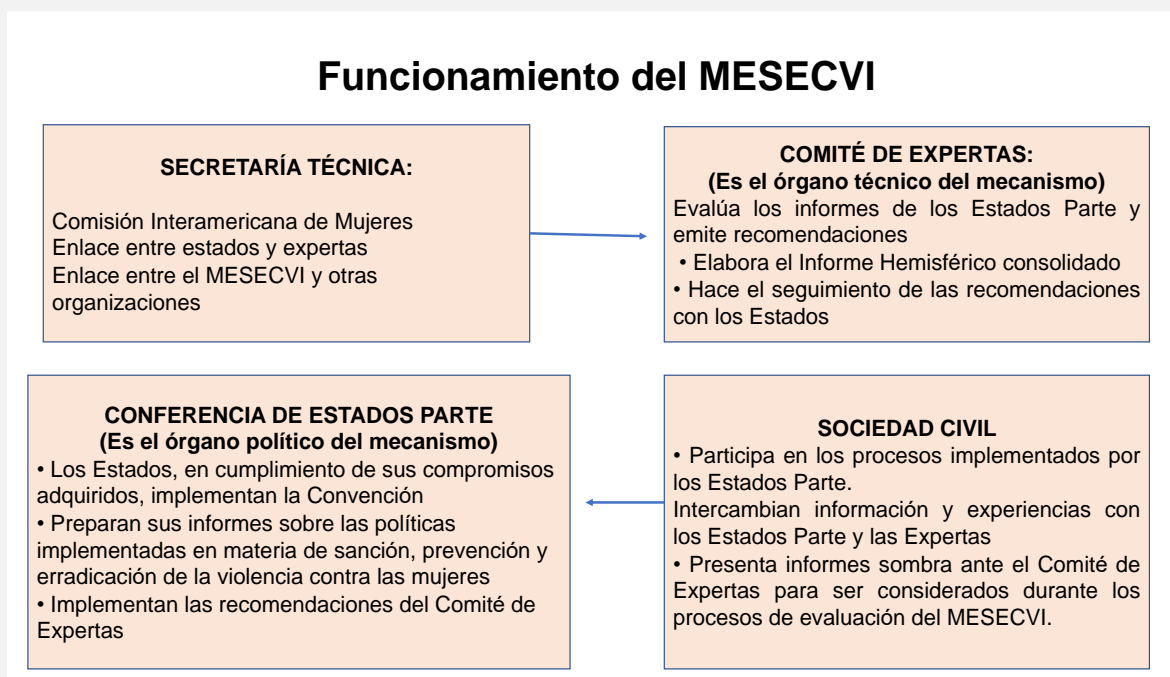 Funcionamiento del MESECVI
SECRETARÍA TÉCNICA:
Comisión Interamericana de Mujeres
Enlace entre estados y expertas
Enlace entre el MESECVI y otras
organizaciones
COMITÉ DE EXPERTAS:
(Es el órgano técnico del mecanismo)
Evalúa los informes de los Estados Parte y
emite recomendaciones
• Elabora el Informe Hemisférico consolidado
• Hace el seguimiento de las recomendaciones
con los Estados
CONFERENCIA DE ESTADOS PARTE
(Es el órgano político del mecanismo)
• Los Estados, en cumplimiento de sus compromisos
adquiridos, implementan la Convención
• Preparan sus informes sobre las políticas
implementadas en materia de sanción, prevención y
erradicación de la violencia contra las mujeres
• Implementan las recomendaciones del Comité de
Expertas
SOCIEDAD CIVIL
• Participa en los procesos implementados por
los Estados Parte.
Intercambian información y experiencias con
los Estados Parte y las Expertas
• Presenta informes sombra ante el Comité de
Expertas para ser considerados durante los
procesos de evaluación del MESECVI.